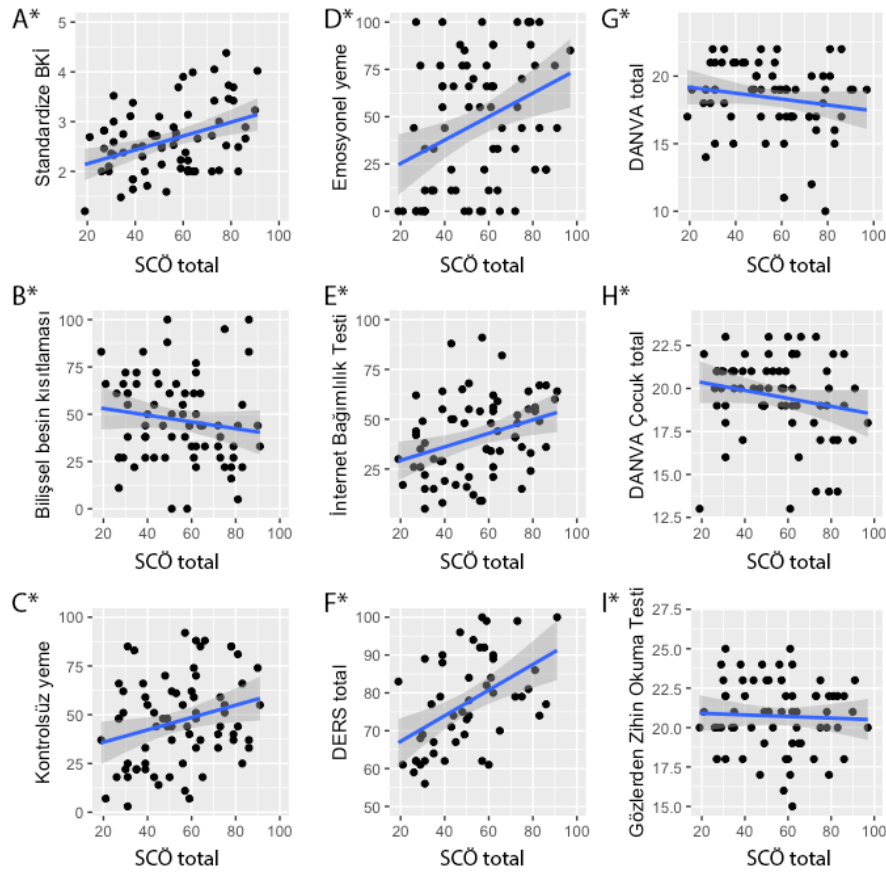 A*
Standardize BKİ
5
4
3
2
20 40 60 80 100
SCÖ total
D*
Emosyonel yeme
100
75
50
25
0
20 40 60 80 100
SCÖ total
G*
DANVA total
20
15
10
20 40 60 80 100
SCÖ total
B*
Bilişsel besin kısıtlaması
100
75
50
25
0
20 40 60 80 100
SCÖ total
E*
İnternet Bağımlılık Testi
100
75
50
25
20 40 60 80 100
SCÖ total
H*
DANVA Çocuk total
22.5
20.0
17.5
15.0
12.5
20 40 60 80 100
SCÖ total
C*
Kontrolsüz yeme
100
75
50
25
0
20 40 60 80 100
SCÖ total
F*
DERS total
100
90
80
70
60
50
20 40 60 80 100
SCÖ total
I*
Gözlerden Zihin Okuma Testi
27.5
25.0
22.5
20.0
17.5
15.0
20 40 60 80 100
SCÖ total